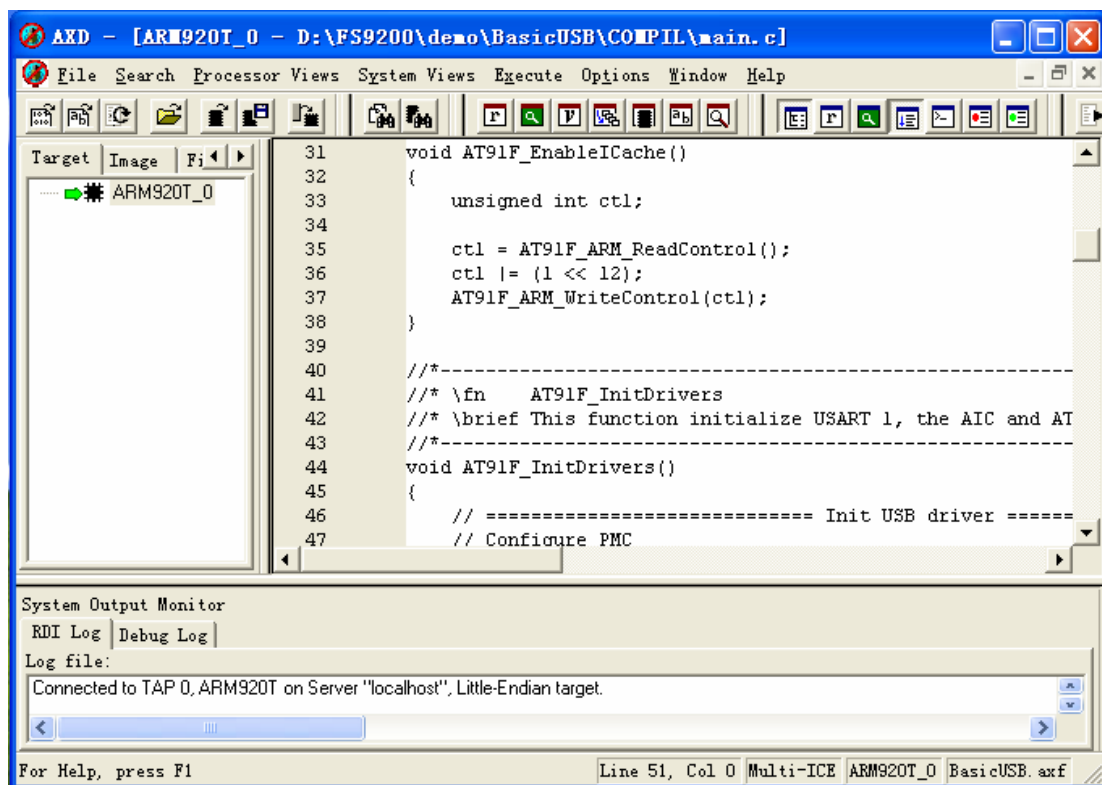 AXD - [ARM920T_0 - D:\FS9200\demo\BasicUSB\COMPIL\main.c]
File Search Processor Views System Views Execute Options Window Help
Target Image Fi
ARM920T_0
31 void AT91F_EnableICache()
32 {
33 unsigned int ctl;
34
35 ctl = AT91F_ARM_ReadControl();
36 ctl |= (1 << 12);
37 AT91F_ARM_WriteControl(ctl);
38 }
39
40 //*--------------------------------------------------------
41 //* \fn AT91F_InitDrivers
42 //* \brief This function initialize USART 1, the AIC and AT
43 //*--------------------------------------------------------
44 void AT91F_InitDrivers()
45 {
46 // ============================= Init USB driver ======
47 // Configure PMC
System Output Monitor
RDI Log Debug Log
Log file:
Connected to TAP 0, ARM920T on Server "localhost", Little-Endian target.
For Help, press F1 Line 51, Col 0 Multi-ICE ARM920T_0 BasicUSB.axf